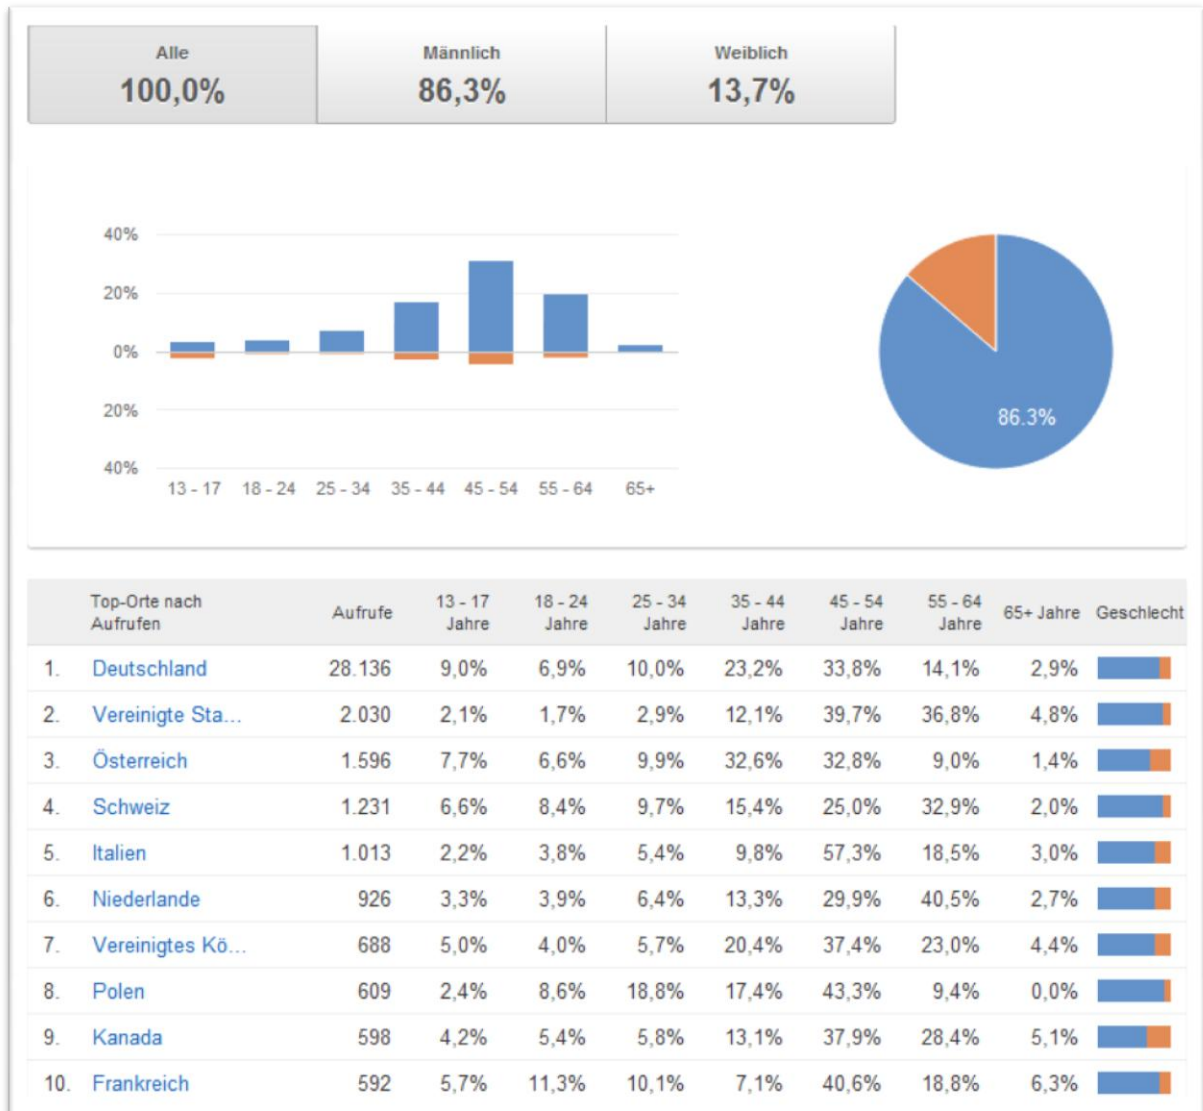 Alle Männlich Weiblich
100,0% 86,3% 13,7%
40%
20%
0%
20%
40%
13 - 17 18 - 24 25 - 34 35 - 44 45 - 54 55 - 64 65+
86.3%
Top-Orte nach Aufrufen Aufrufe 13 - 17 Jahre 18 - 24 Jahre 25 - 34 Jahre 35 - 44 Jahre 45 - 54 Jahre 55 - 64 Jahre 65+ Jahre Geschlecht
1. Deutschland 28.136 9,0% 6,9% 10,0% 23,2% 33,8% 14,1% 2,9%
2. Vereinigte Sta... 2.030 2,1% 1,7% 2,9% 12,1% 39,7% 36,8% 4,8%
3. Österreich 1.596 7,7% 6,6% 9,9% 32,6% 32,8% 9,0% 1,4%
4. Schweiz 1.231 6,6% 8,4% 9,7% 15,4% 25,0% 32,9% 2,0%
5. Italien 1.013 2,2% 3,8% 5,4% 9,8% 57,3% 18,5% 3,0%
6. Niederlande 926 3,3% 3,9% 6,4% 13,3% 29,9% 40,5% 2,7%
7. Vereinigtes Kö... 688 5,0% 4,0% 5,7% 20,4% 37,4% 23,0% 4,4%
8. Polen 609 2,4% 8,6% 18,8% 17,4% 43,3% 9,4% 0,0%
9. Kanada 598 4,2% 5,4% 5,8% 13,1% 37,9% 28,4% 5,1%
10. Frankreich 592 5,7% 11,3% 10,1% 7,1% 40,6% 18,8% 6,3%